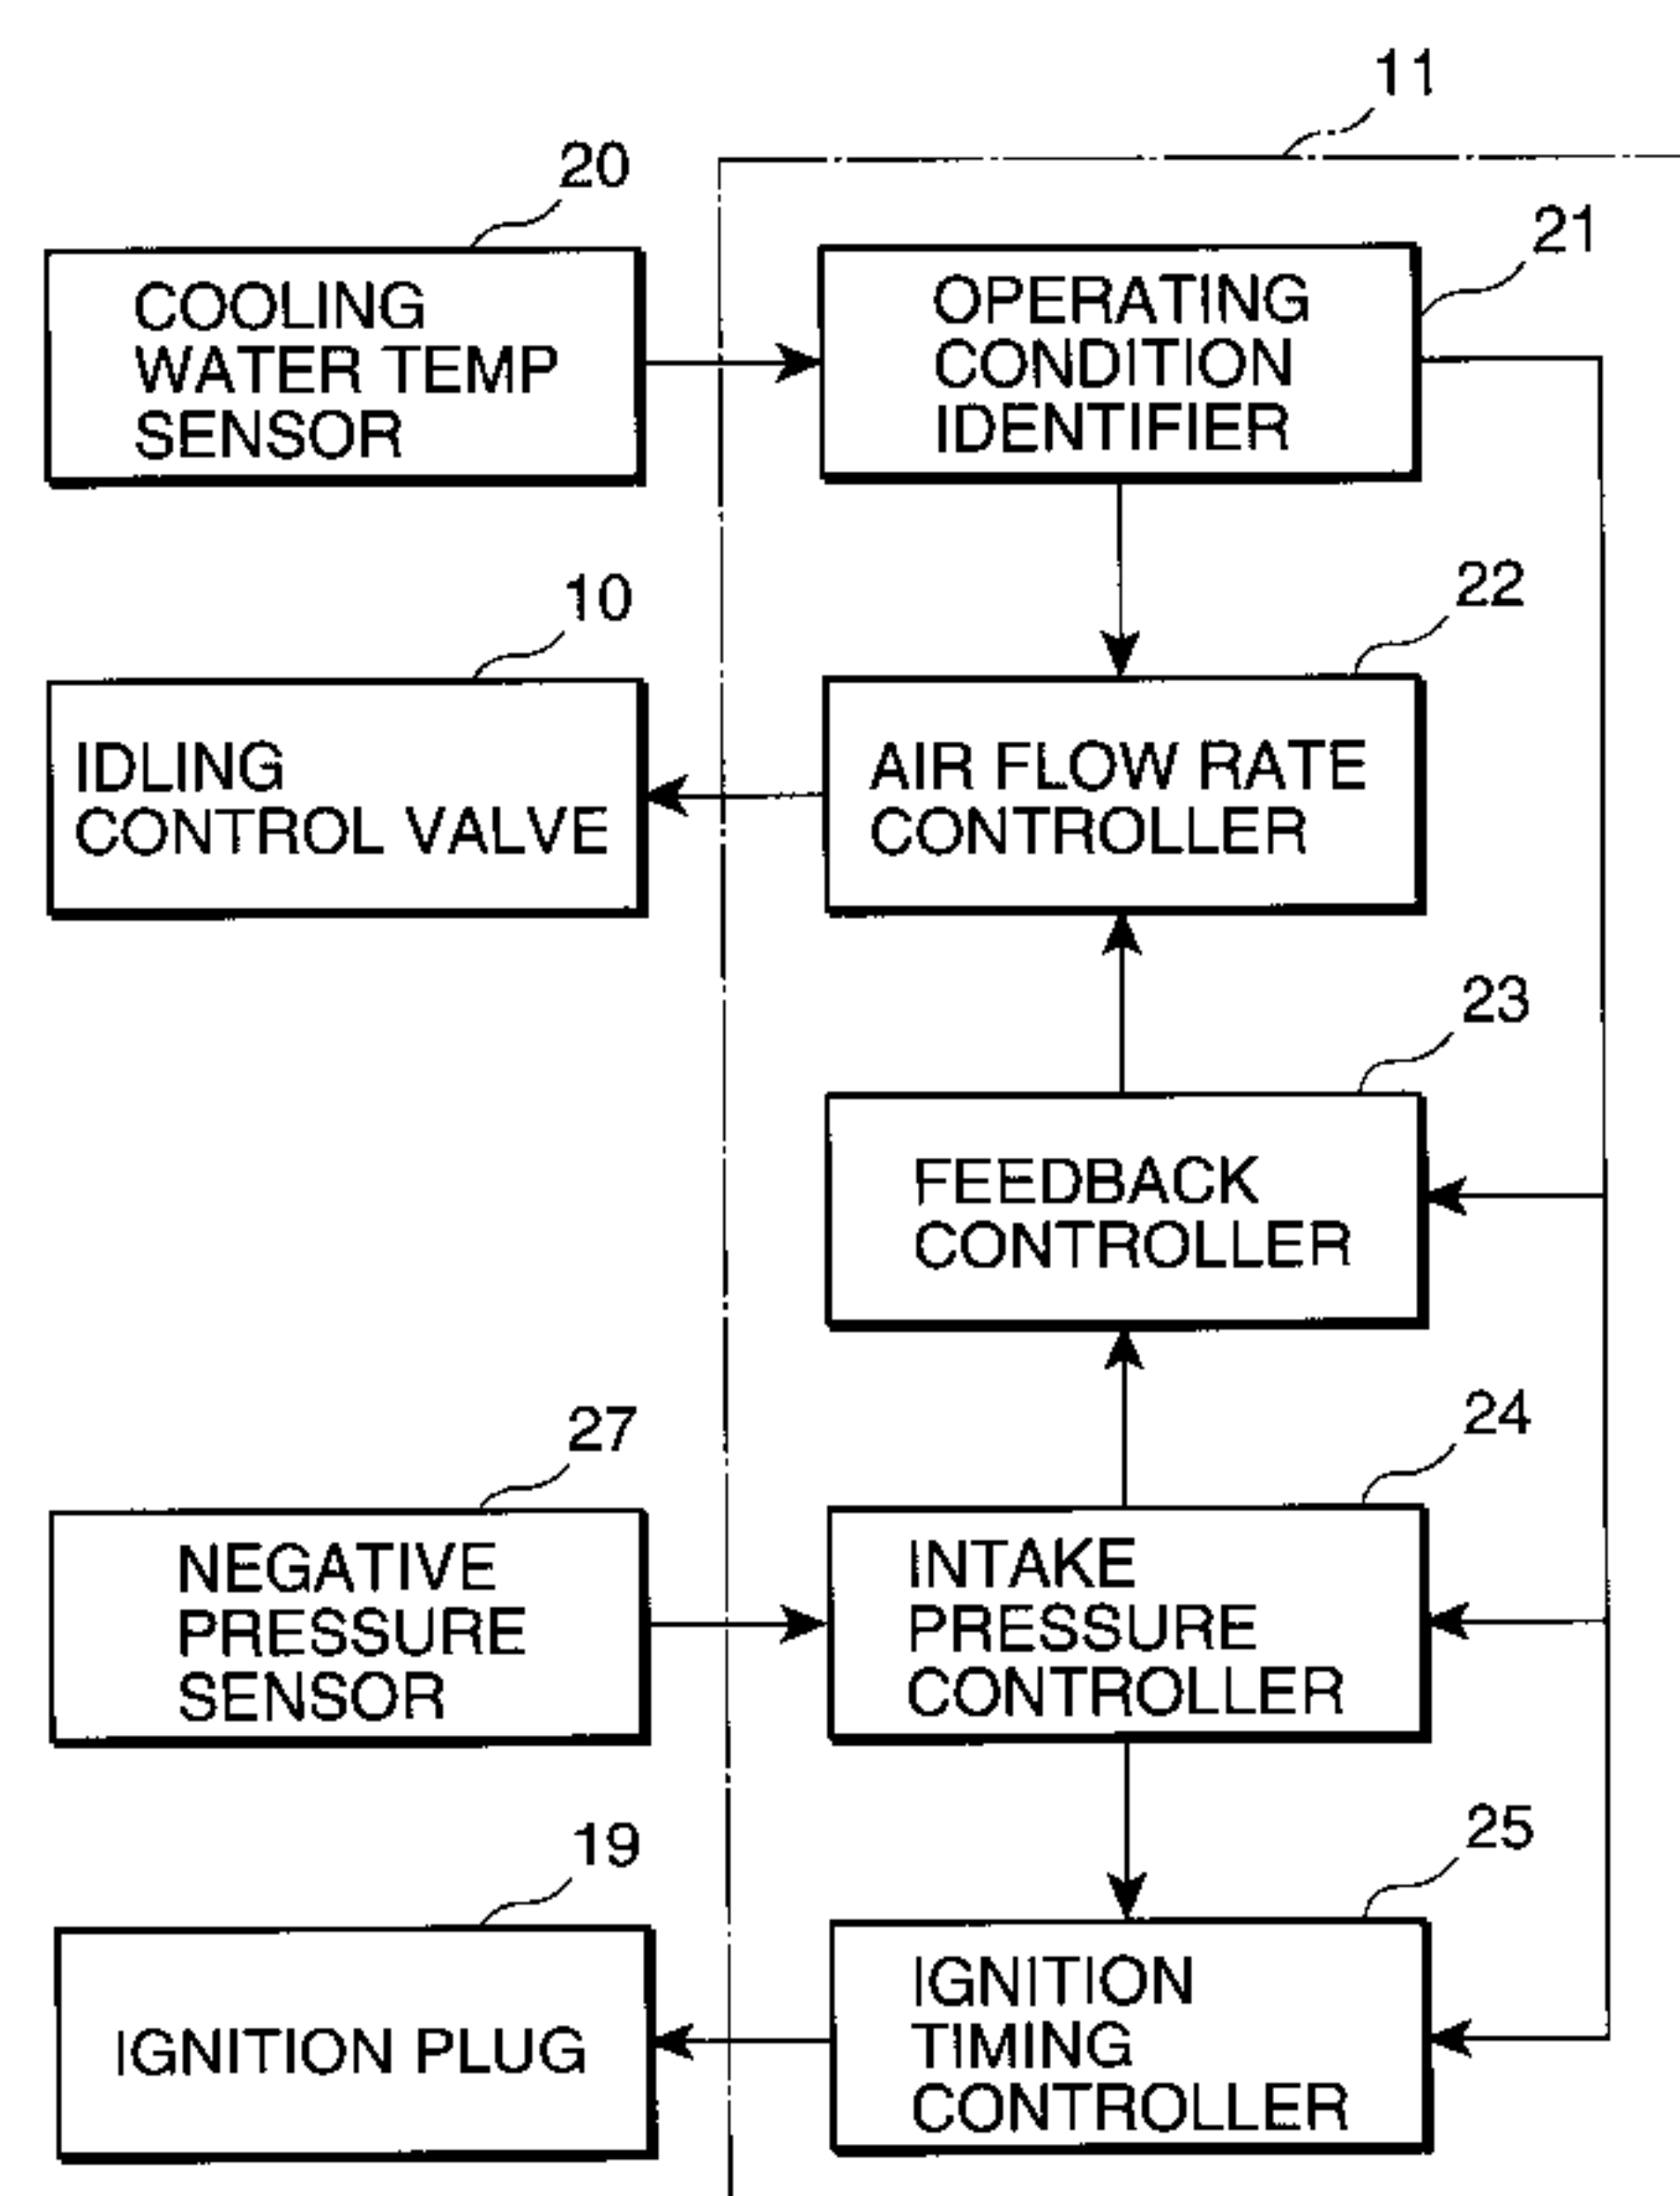 11
20
21
COOLING
WATER TEMP
SENSOR
OPERATING
CONDITION
IDENTIFIER
10
22
IDLING
CONTROL VALVE
AIR FLOW RATE
CONTROLLER
23
FEEDBACK
CONTROLLER
27
24
NEGATIVE
PRESSURE
SENSOR
INTAKE
PRESSURE
CONTROLLER
19
25
IGNITION PLUG
IGNITION
TIMING
CONTROLLER